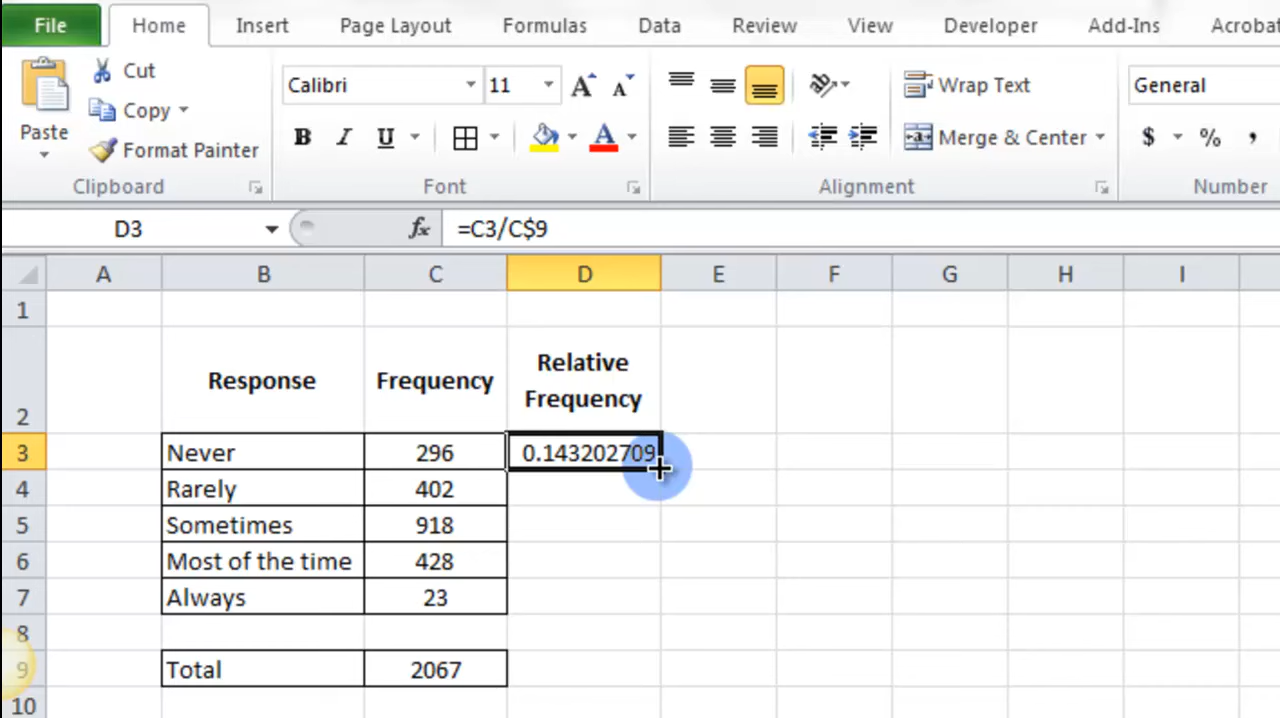 File Home Insert Page Layout Formulas Data Review View Developer Add-Ins Acrobat
Cut
Copy
Format Painter
Paste
Clipboard
Calibri 11
B I U A
Font
Wrap Text
Merge & Center
Alignment
General
$ % ,
Number
D3 fx =C3/C$9
A B C D E F G H I
1
2 Response Frequency Relative
Frequency
3 Never 296 0.143202709
4 Rarely 402
5 Sometimes 918
6 Most of the time 428
7 Always 23
8
9 Total 2067
10